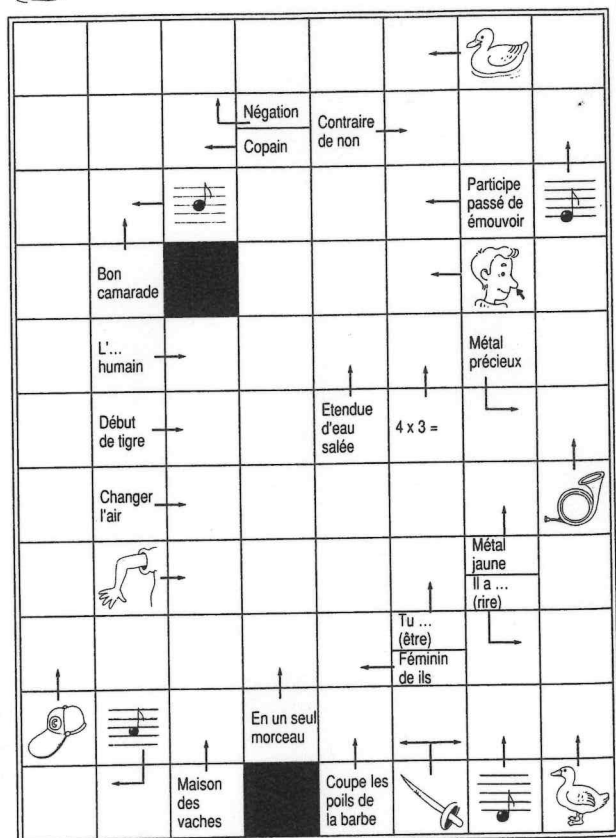 Négation
Copain
Contraire
de non
Participe
passé de
émouvoir
Bon
camarade
L'...
humain
Métal
précieux
Début
de tigre
Etendue
d'eau
salée
4 x 3 =
Changer
l'air
Métal
jaune
Il a ...
(rire)
Tu ...
(être)
Féminin
de ils
En un seul
morceau
Maison
des
vaches
Coupe les
poils de
la barbe